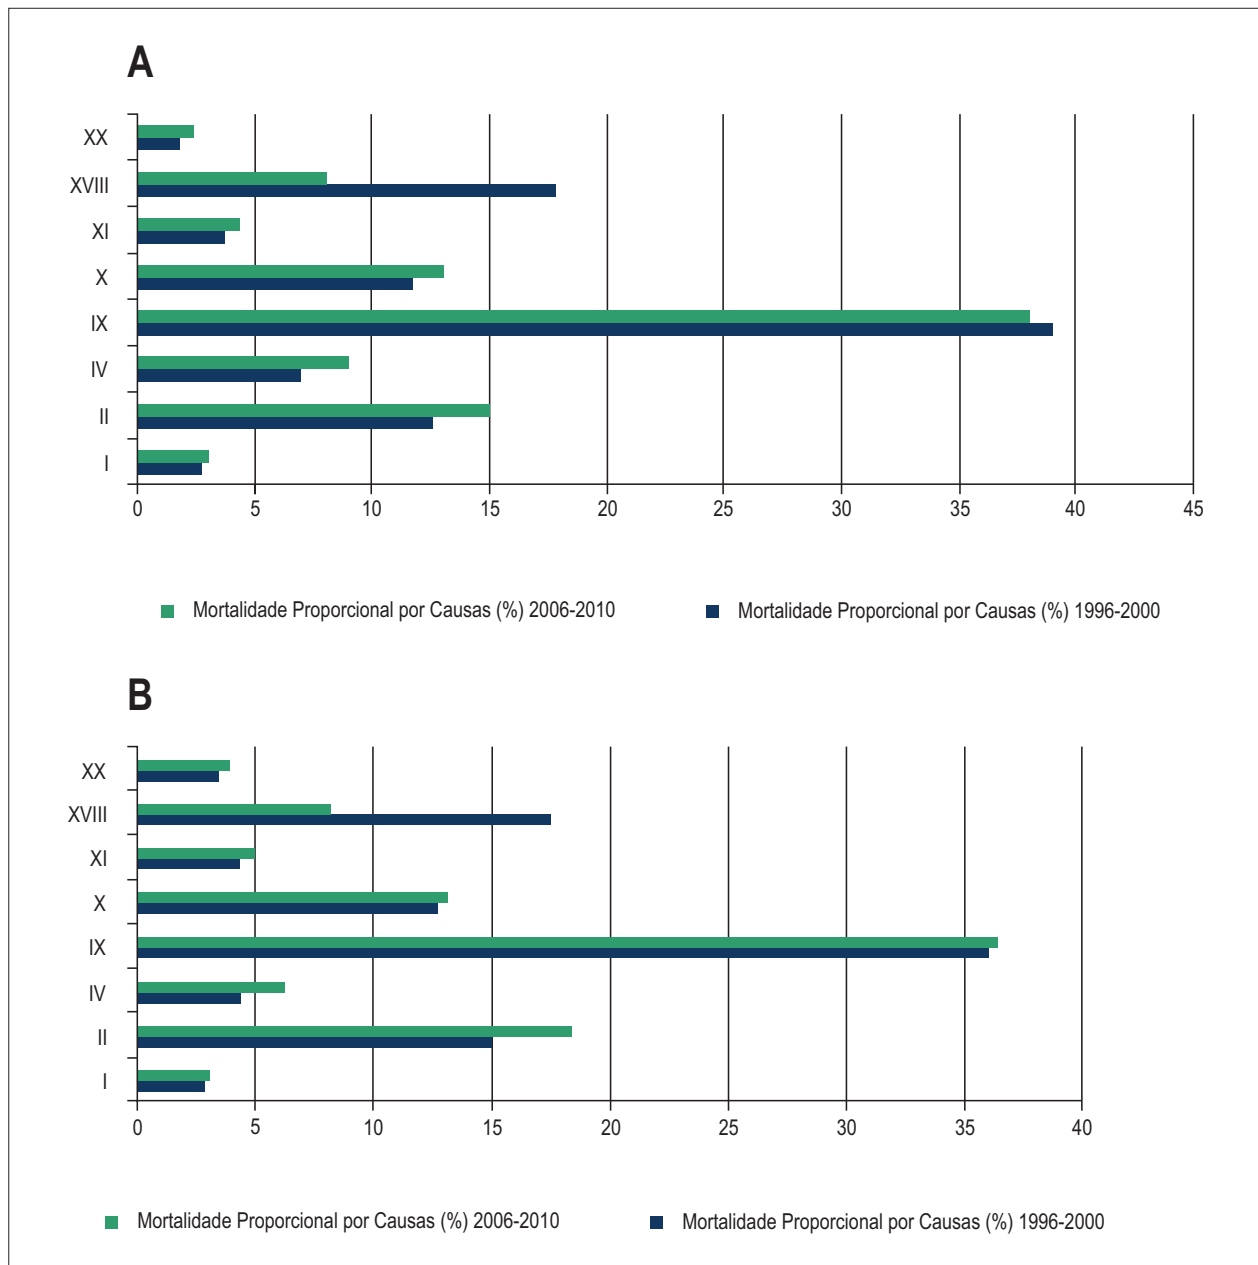 A
XX
XVIII
XI
X
IX
IV
II
I
0 5 10 15 20 25 30 35 40 45
Mortalidade Proporcional por Causas (%) 2006-2010 Mortalidade Proporcional por Causas (%) 1996-2000
B
XX
XVIII
XI
X
IX
IV
II
I
0 5 10 15 20 25 30 35 40
Mortalidade Proporcional por Causas (%) 2006-2010 Mortalidade Proporcional por Causas (%) 1996-2000